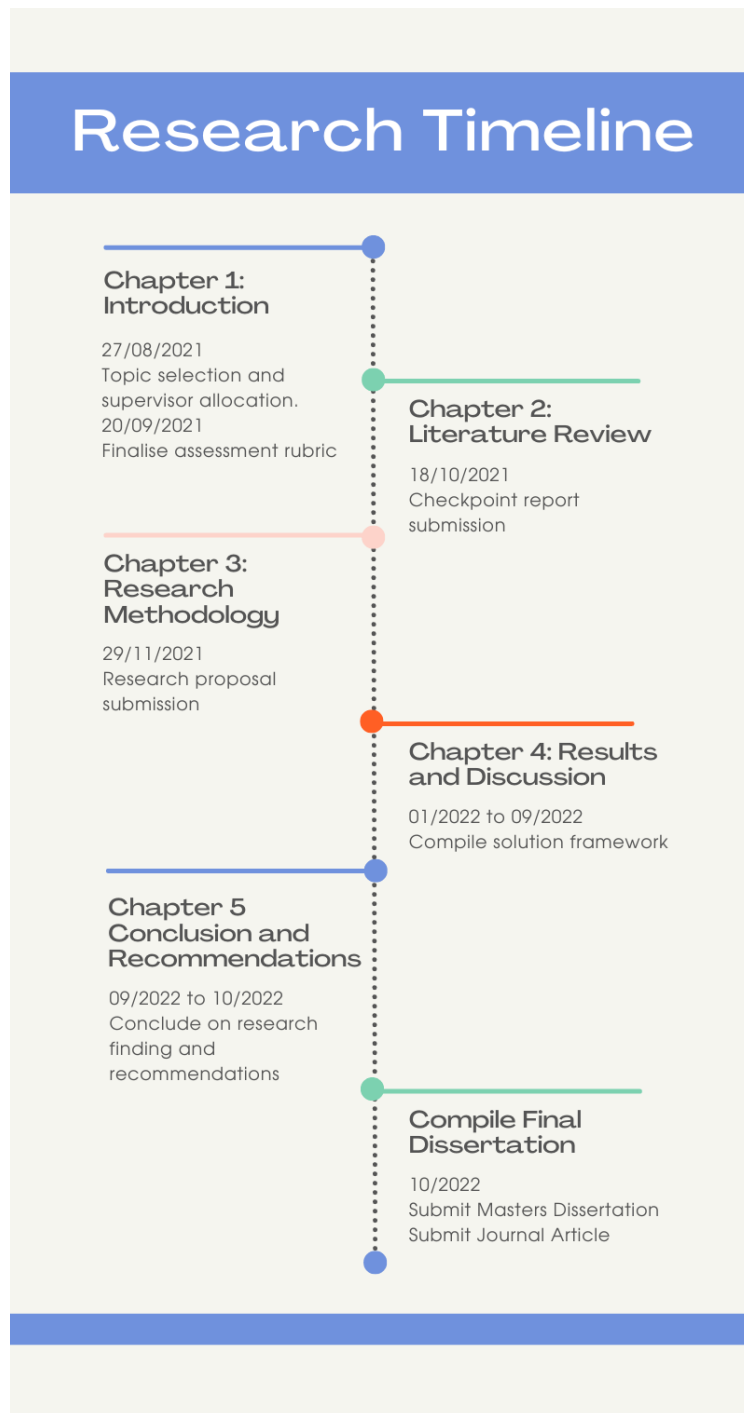 Research Timeline
Chapter 1:
Introduction
27/08/2021
Topic selection and
supervisor allocation.
20/09/2021
Finalise assessment rubric
Chapter 2:
Literature Review
18/10/2021
Checkpoint report
submission
Chapter 3:
Research
Methodology
29/11/2021
Research proposal
submission
Chapter 4: Results
and Discussion
01/2022 to 09/2022
Compile solution framework
Chapter 5
Conclusion and
Recommendations
09/2022 to 10/2022
Conclude on research
finding and
recommendations
Compile Final
Dissertation
10/2022
Submit Masters Dissertation
Submit Journal Article